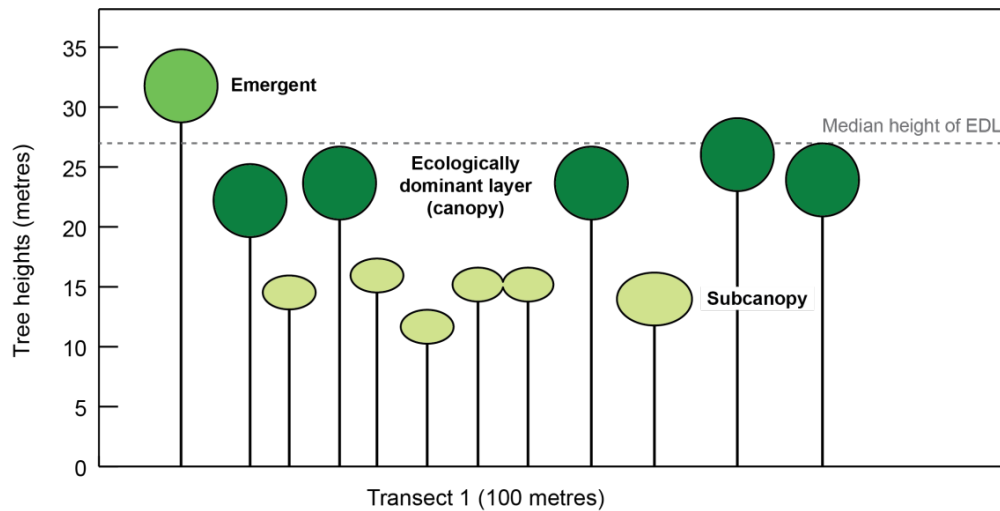 35
Emergent
30
Median height of EDL
25
Ecologically
dominant layer
(canopy)
20
15
Subcanopy
10
5
0
Tree heights (metres)
Transect 1 (100 metres)